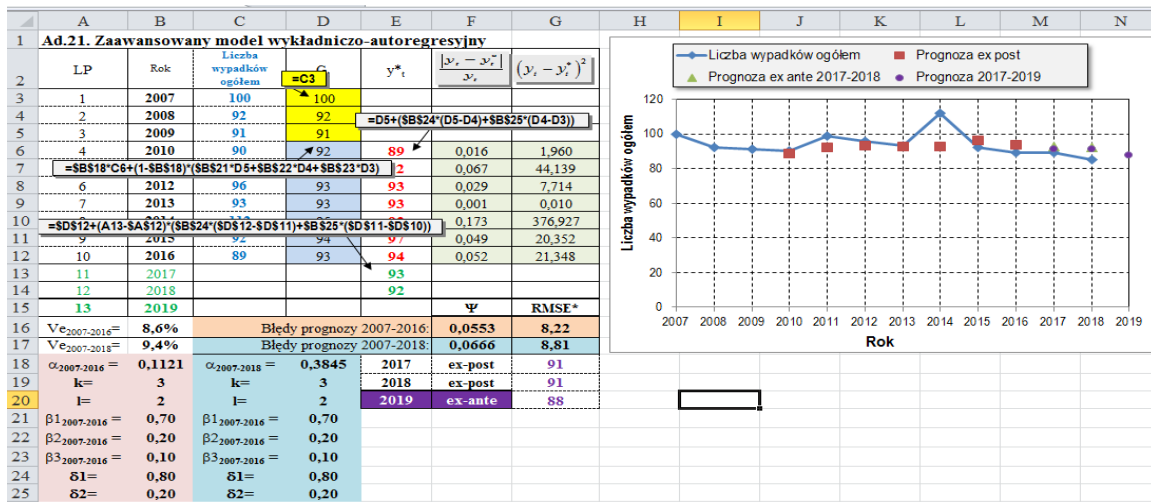 A B C D E F G H I J K L M N
1 Ad.21. Zaawansowany model wykładniczo-autoregresyjny
2 LP Rok Liczba wypadków ogółem G y*t |yt − yt*| / yt (yt − yt*)²
=C3
3 1 2007 100 100
4 2 2008 92 92
=D5+($B$24*(D5-D4)+$B$25*(D4-D3))
5 3 2009 91 91
6 4 2010 90 92 89 0,016 1,960
7 2 0,067 44,139
=$B$18*C6+(1-$B$18)*($B$21*D5+$B$22*D4+$B$23*D3)
8 6 2012 96 93 93 0,029 7,714
9 7 2013 93 93 93 0,001 0,010
10 0,173 376,927
=$D$12+(A13-$A$12)*($B$24*($D$12-$D$11)+$B$25*($D$11-$D$10))
11 9 2015 92 94 97 0,049 20,352
12 10 2016 89 93 94 0,052 21,348
13 11 2017 93
14 12 2018 92
15 13 2019 Ψ RMSE*
16 Ve2007-2016= 8,6% Błędy prognozy 2007-2016: 0,0553 8,22
17 Ve2007-2018= 9,4% Błędy prognozy 2007-2018: 0,0666 8,81
18 α2007-2016 = 0,1121 α2007-2018 = 0,3845 2017 ex-post 91
19 k= 3 k= 3 2018 ex-post 91
20 l= 2 l= 2 2019 ex-ante 88
21 β12007-2016 = 0,70 β12007-2016 = 0,70
22 β22007-2016 = 0,20 β22007-2016 = 0,20
23 β32007-2016 = 0,10 β32007-2016 = 0,10
24 δ1= 0,80 δ1= 0,80
25 δ2= 0,20 δ2= 0,20
Liczba wypadków ogółem Prognoza ex post
Prognoza ex ante 2017-2018 Prognoza 2017-2019
Liczba wypadków ogółem
120
100
80
60
40
20
0
2007 2008 2009 2010 2011 2012 2013 2014 2015 2016 2017 2018 2019
Rok